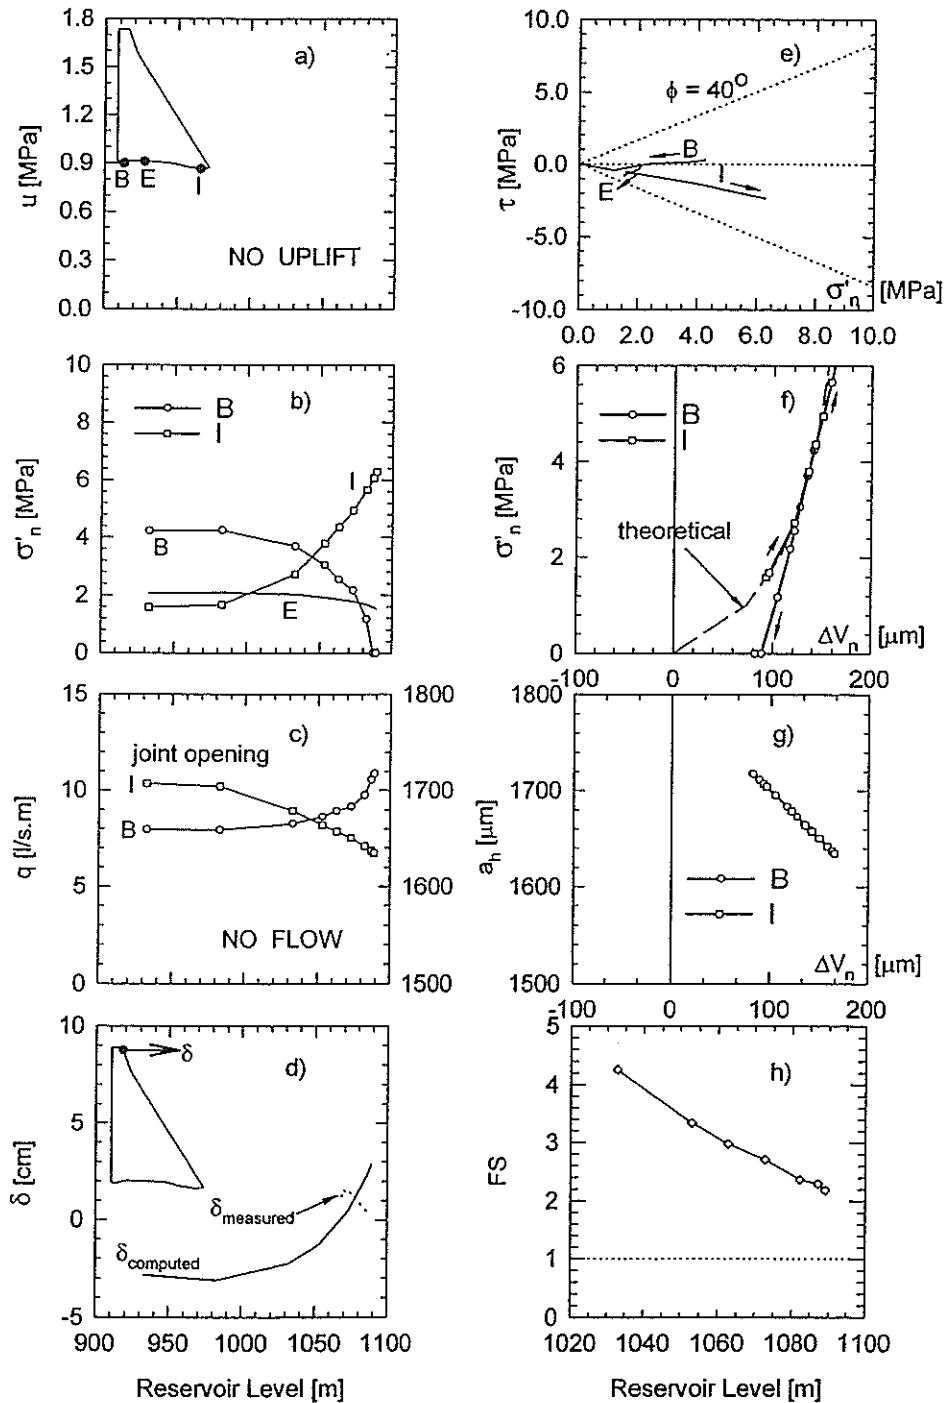 a)
u [MPa]
1.8
1.5
1.2
0.9
0.6
0.3
0.0
B E I
NO UPLIFT
e)
τ [MPa]
10.0
5.0
0.0
-5.0
-10.0
ϕ = 40°
B
I
E
σ'n [MPa]
0.0 2.0 4.0 6.0 8.0 10.0
b)
σ'n [MPa]
10
8
6
4
2
0
B
I
I
B
E
f)
σ'n [MPa]
6
4
2
0
B
I
theoretical
ΔVn [μm]
-100 0 100 200
c)
q [l/s.m]
15
10
5
0
joint opening
I
B
NO FLOW
1800
1700
1600
1500
ah [μm]
g)
1800
1700
1600
1500
B
I
ΔVn [μm]
-100 0 100 200
d)
δ [cm]
10
5
0
-5
δ
δmeasured
δcomputed
900 950 1000 1050 1100
Reservoir Level [m]
h)
FS
5
4
3
2
1
0
1020 1040 1060 1080 1100
Reservoir Level [m]